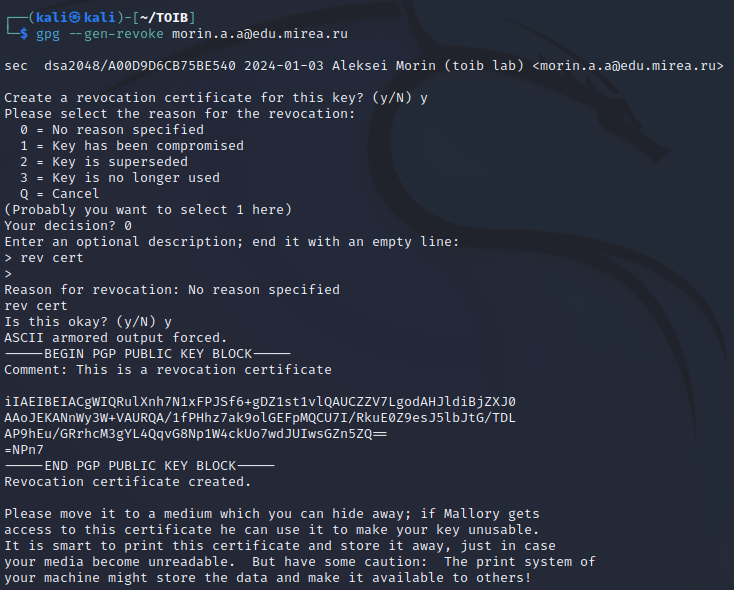 ┌──(kali㉿kali)-[~/TOIB]
└─$ gpg --gen-revoke morin.a.a@edu.mirea.ru
sec  dsa2048/A00D9D6CB75BE540 2024-01-03 Aleksei Morin (toib lab) <morin.a.a@edu.mirea.ru>
Create a revocation certificate for this key? (y/N) y
Please select the reason for the revocation:
  0 = No reason specified
  1 = Key has been compromised
  2 = Key is superseded
  3 = Key is no longer used
  Q = Cancel
(Probably you want to select 1 here)
Your decision? 0
Enter an optional description; end it with an empty line:
> rev cert
>
Reason for revocation: No reason specified
rev cert
Is this okay? (y/N) y
ASCII armored output forced.
-----BEGIN PGP PUBLIC KEY BLOCK-----
Comment: This is a revocation certificate
iIAEIBEIACgWIQRulXnh7N1xFPJSf6+gDZ1st1vlQAUCZZV7LgodAHJldiBjZXJ0
AAoJEKANnWy3W+VAURQA/1fPHhz7ak9olGEFpMQCU7I/RkuE0Z9esJ5lbJtG/TDL
AP9hEu/GRrhcM3gYL4QqvG8Np1W4ckUo7wdJUIwsGZn5ZQ==
=NPn7
-----END PGP PUBLIC KEY BLOCK-----
Revocation certificate created.
Please move it to a medium which you can hide away; if Mallory gets
access to this certificate he can use it to make your key unusable.
It is smart to print this certificate and store it away, just in case
your media become unreadable.  But have some caution:  The print system of
your machine might store the data and make it available to others!